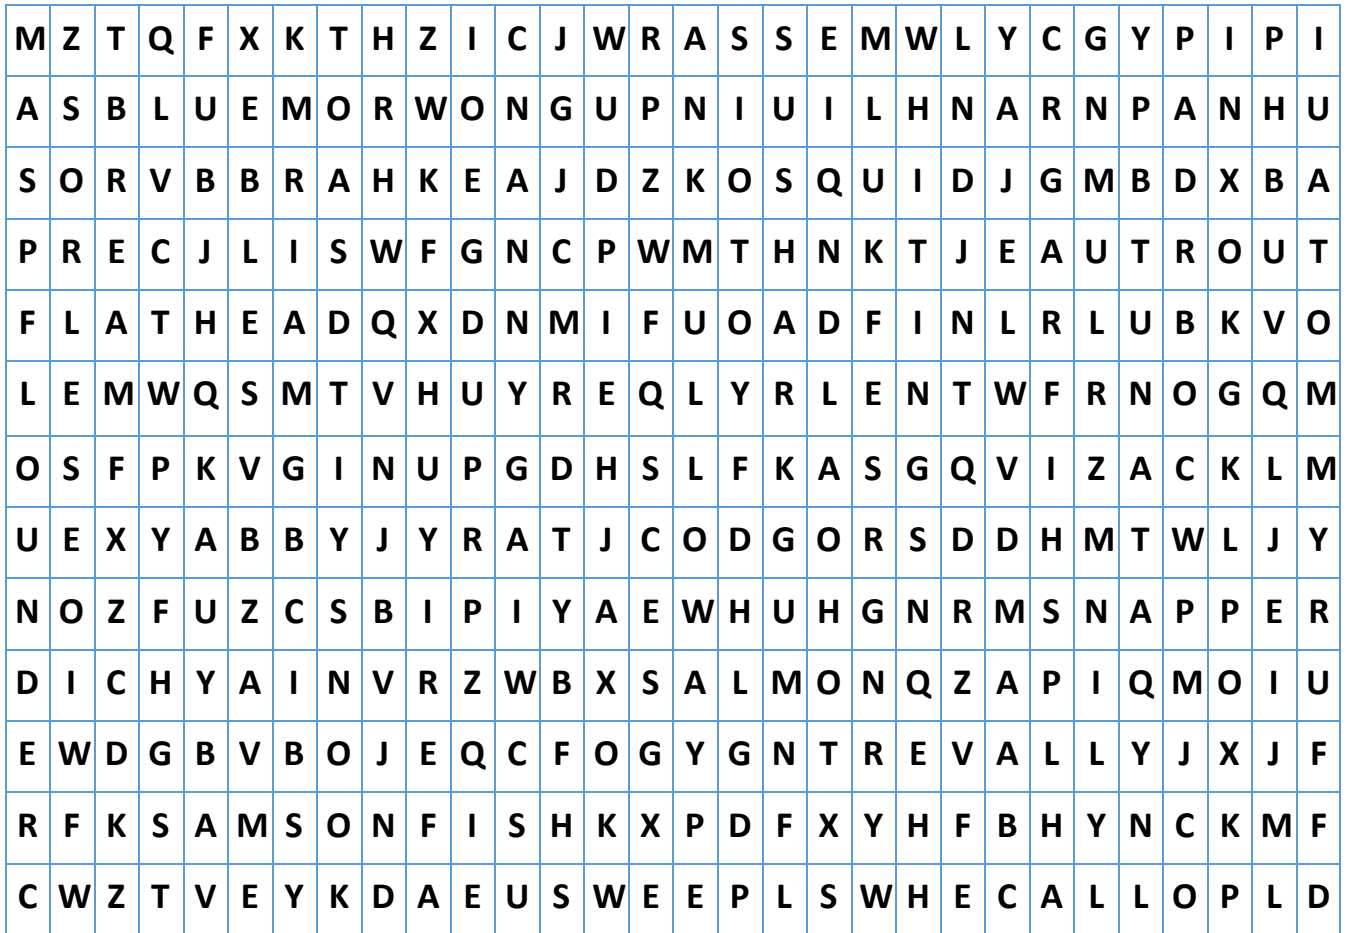 M Z T Q F X K T H Z I C J W R A S S E M W L Y C G Y P I P I
A S B L U E M O R W O N G U P N I U I L H N A R N P A N H U
S O R V B B R A H K E A J D Z K O S Q U I D J G M B D X B A
P R E C J L I S W F G N C P W M T H N K T J E A U T R O U T
F L A T H E A D Q X D N M I F U O A D F I N L R L U B K V O
L E M W Q S M T V H U Y R E Q L Y R L E N T W F R N O G Q M
O S F P K V G I N U P G D H S L F K A S G Q V I Z A C K L M
U E X Y A B B Y J Y R A T J C O D G O R S D D H M T W L J Y
N O Z F U Z C S B I P I Y A E W H U H G N R M S N A P P E R
D I C H Y A I N V R Z W B X S A L M O N Q Z A P I Q M O I U
E W D G B V B O J E Q C F O G Y G N T R E V A L L Y J X J F
R F K S A M S O N F I S H K X P D F X Y H F B H Y N C K M F
C W Z T V E Y K D A E U S W E E P L S W H E C A L L O P L D